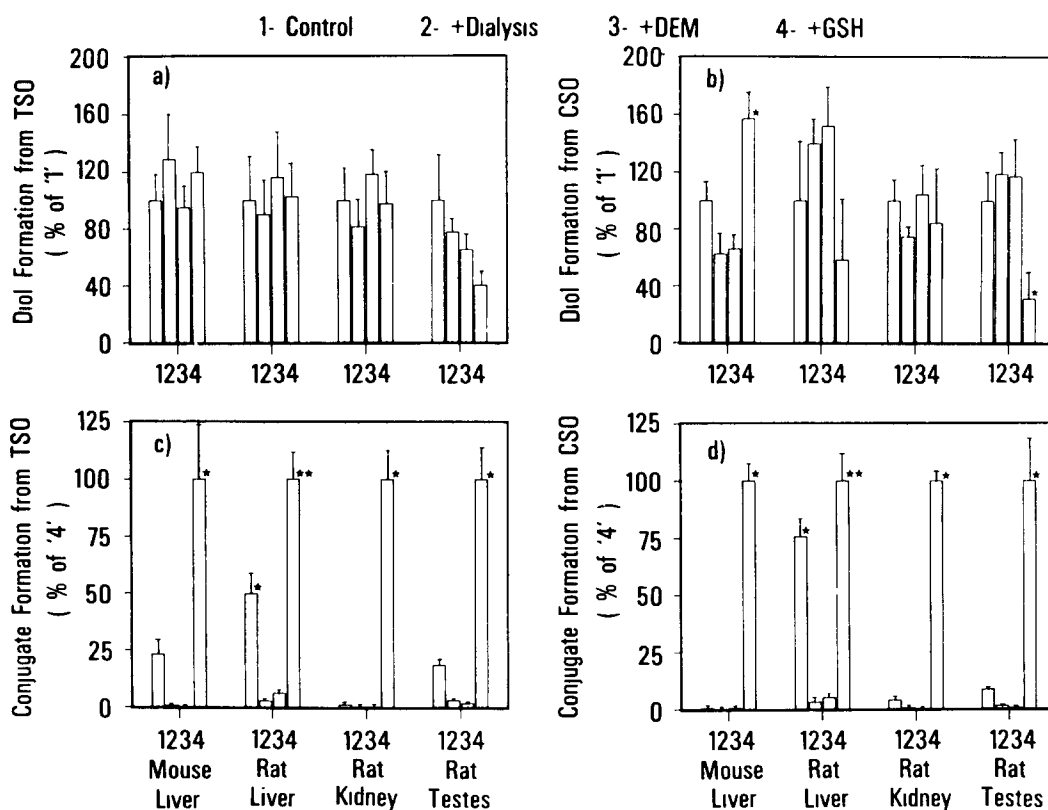 1- Control 2- +Dialysis 3- +DEM 4- +GSH
a)
Diol Formation from TSO
( % of '1' )
200
160
120
80
40
0
1234 1234 1234 1234
b)
Diol Formation from CSO
( % of '1' )
200
160
120
80
40
0
*
*
1234 1234 1234 1234
c)
Conjugate Formation from TSO
( % of '4' )
125
100
75
50
25
0
* ** * *
*
1234 1234 1234 1234
Mouse Rat Rat Rat
Liver Liver Kidney Testes
d)
Conjugate Formation from CSO
( % of '4' )
125
100
75
50
25
0
* ** * *
*
1234 1234 1234 1234
Mouse Rat Rat Rat
Liver Liver Kidney Testes